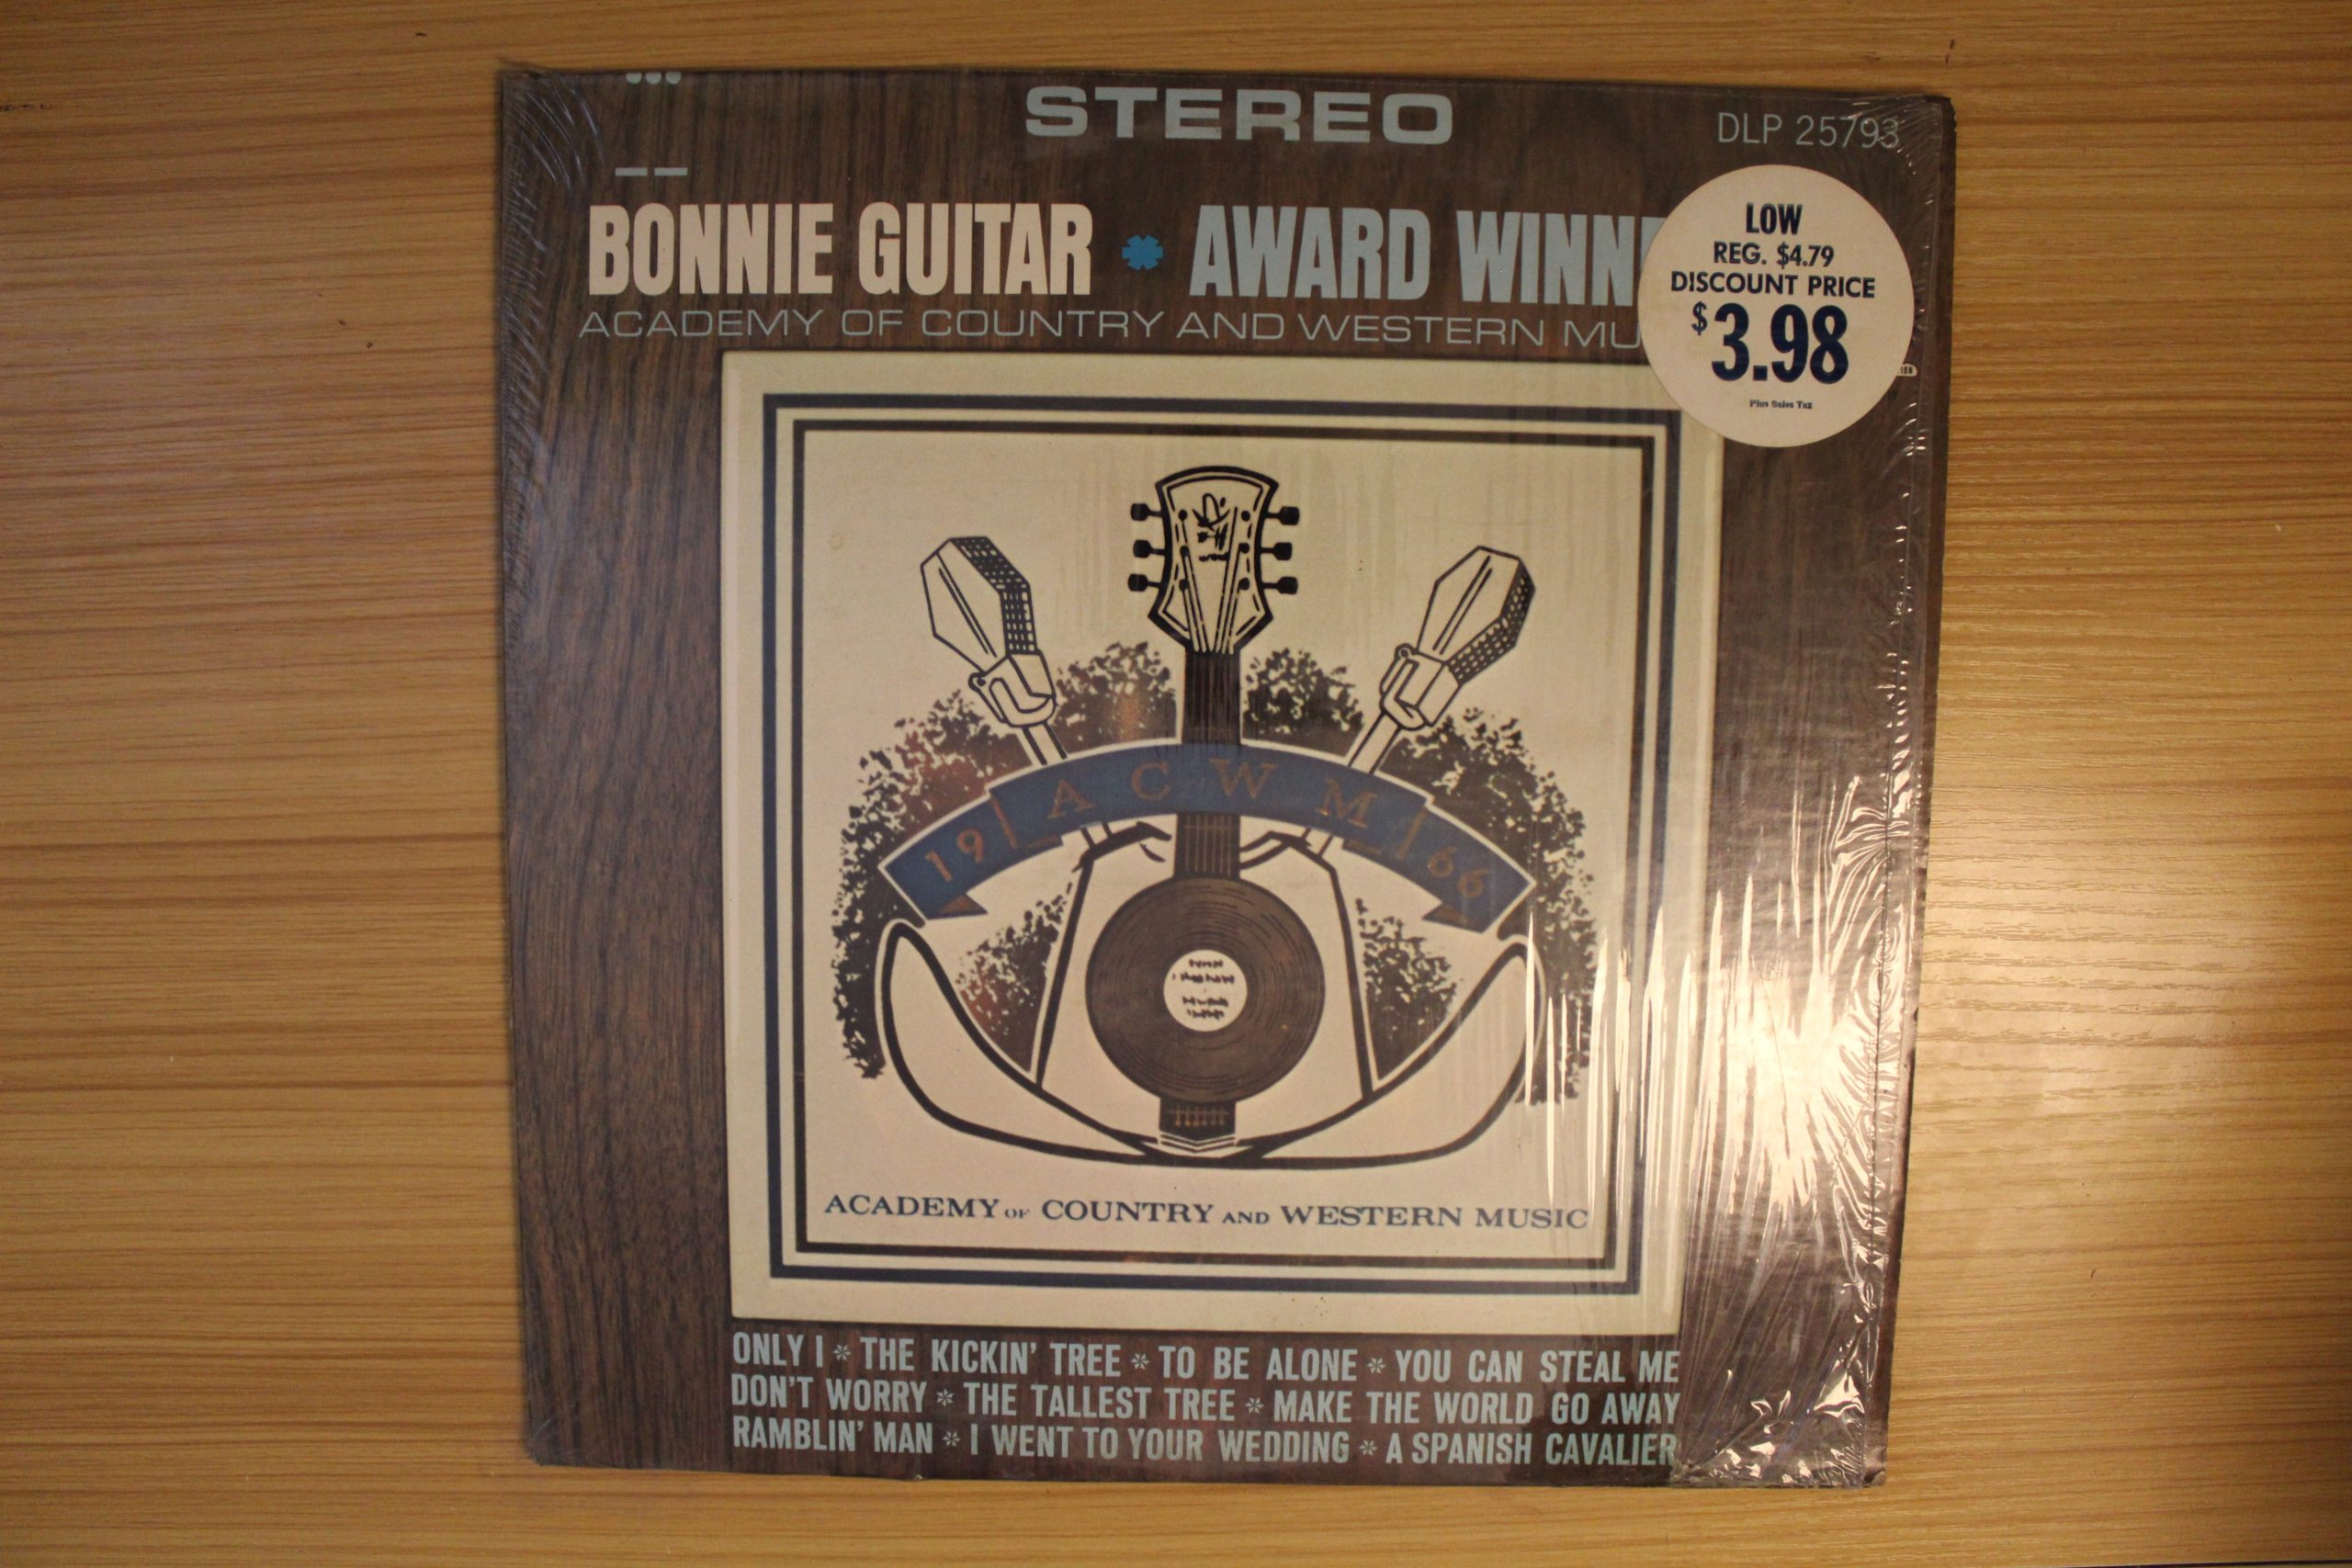 STEREO
DLP 25793
BONNIE GUITAR * AWARD WINNE
ACADEMY OF COUNTRY AND WESTERN MU
LOW
REG. $4.79
DISCOUNT PRICE
$3.98
Plus Sales Tax
19 A C W M 66
ACADEMY OF COUNTRY AND WESTERN MUSIC
ONLY I * THE KICKIN' TREE * TO BE ALONE * YOU CAN STEAL ME
DON'T WORRY * THE TALLEST TREE * MAKE THE WORLD GO AWAY
RAMBLIN' MAN * I WENT TO YOUR WEDDING * A SPANISH CAVALIER